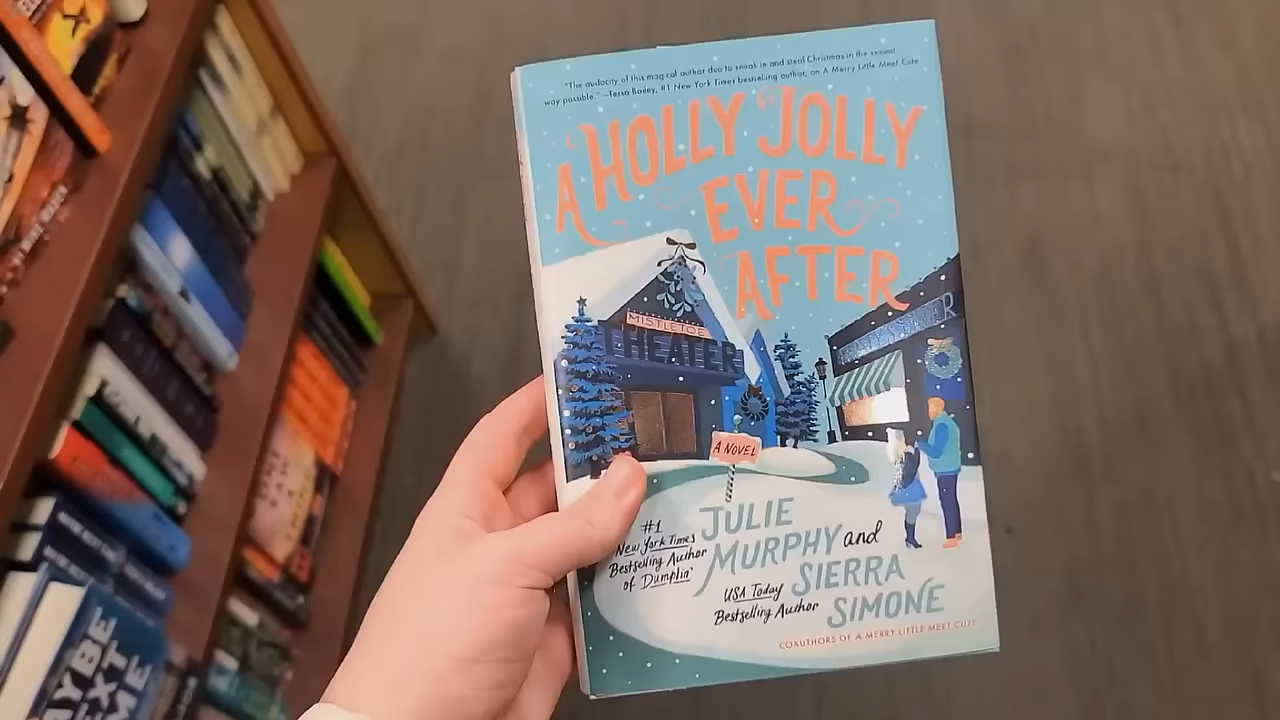 "The audacity of this magical author duo to sneak in and steal Christmas in the sexiest
way possible." —Tessa Bailey, #1 New York Times bestselling author, on A Merry Little Meet Cute
A HOLLY JOLLY
EVER
AFTER
MISTLETOE
THEATER
A NOVEL
JULIE
MURPHY and
SIERRA
SIMONE
#1
New York Times
Bestselling Author
of Dumplin'
USA Today
Bestselling Author
COAUTHORS OF A MERRY LITTLE MEET CUTE